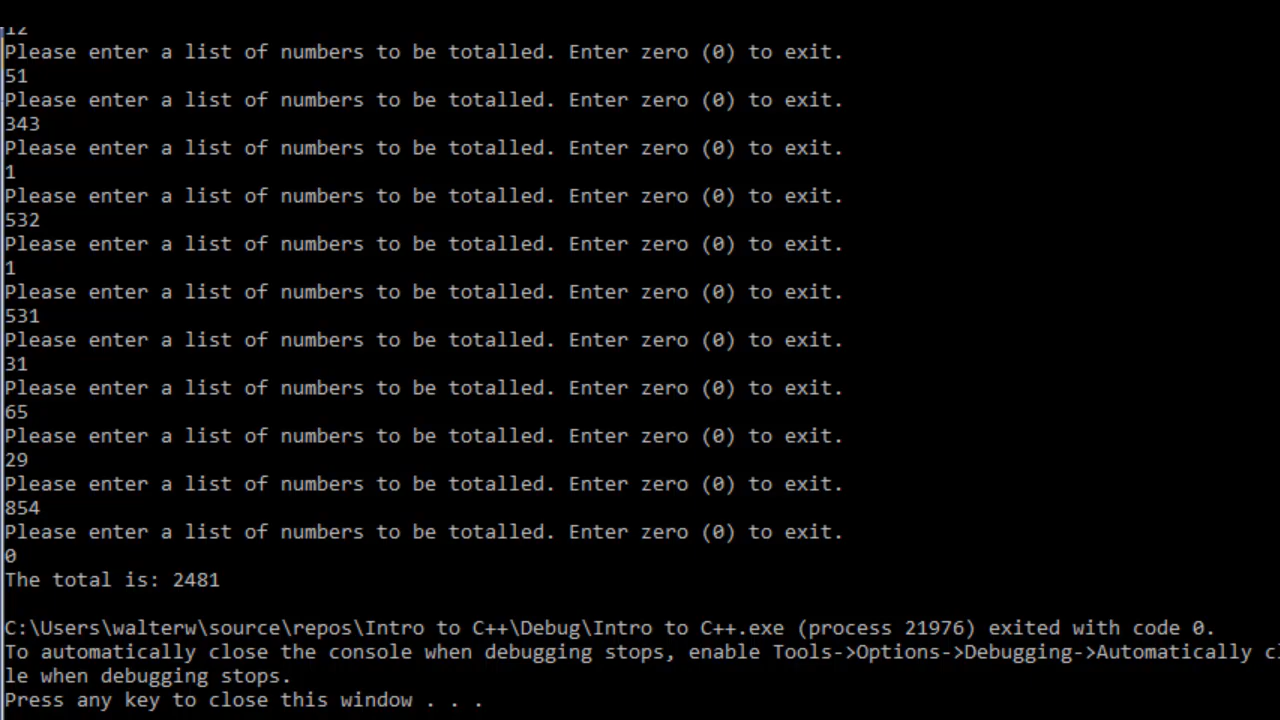 12
Please enter a list of numbers to be totalled. Enter zero (0) to exit.
51
Please enter a list of numbers to be totalled. Enter zero (0) to exit.
343
Please enter a list of numbers to be totalled. Enter zero (0) to exit.
1
Please enter a list of numbers to be totalled. Enter zero (0) to exit.
532
Please enter a list of numbers to be totalled. Enter zero (0) to exit.
1
Please enter a list of numbers to be totalled. Enter zero (0) to exit.
531
Please enter a list of numbers to be totalled. Enter zero (0) to exit.
31
Please enter a list of numbers to be totalled. Enter zero (0) to exit.
65
Please enter a list of numbers to be totalled. Enter zero (0) to exit.
29
Please enter a list of numbers to be totalled. Enter zero (0) to exit.
854
Please enter a list of numbers to be totalled. Enter zero (0) to exit.
0
The total is: 2481
C:\Users\walterw\source\repos\Intro to C++\Debug\Intro to C++.exe (process 21976) exited with code 0.
To automatically close the console when debugging stops, enable Tools->Options->Debugging->Automatically cl
le when debugging stops.
Press any key to close this window . . .